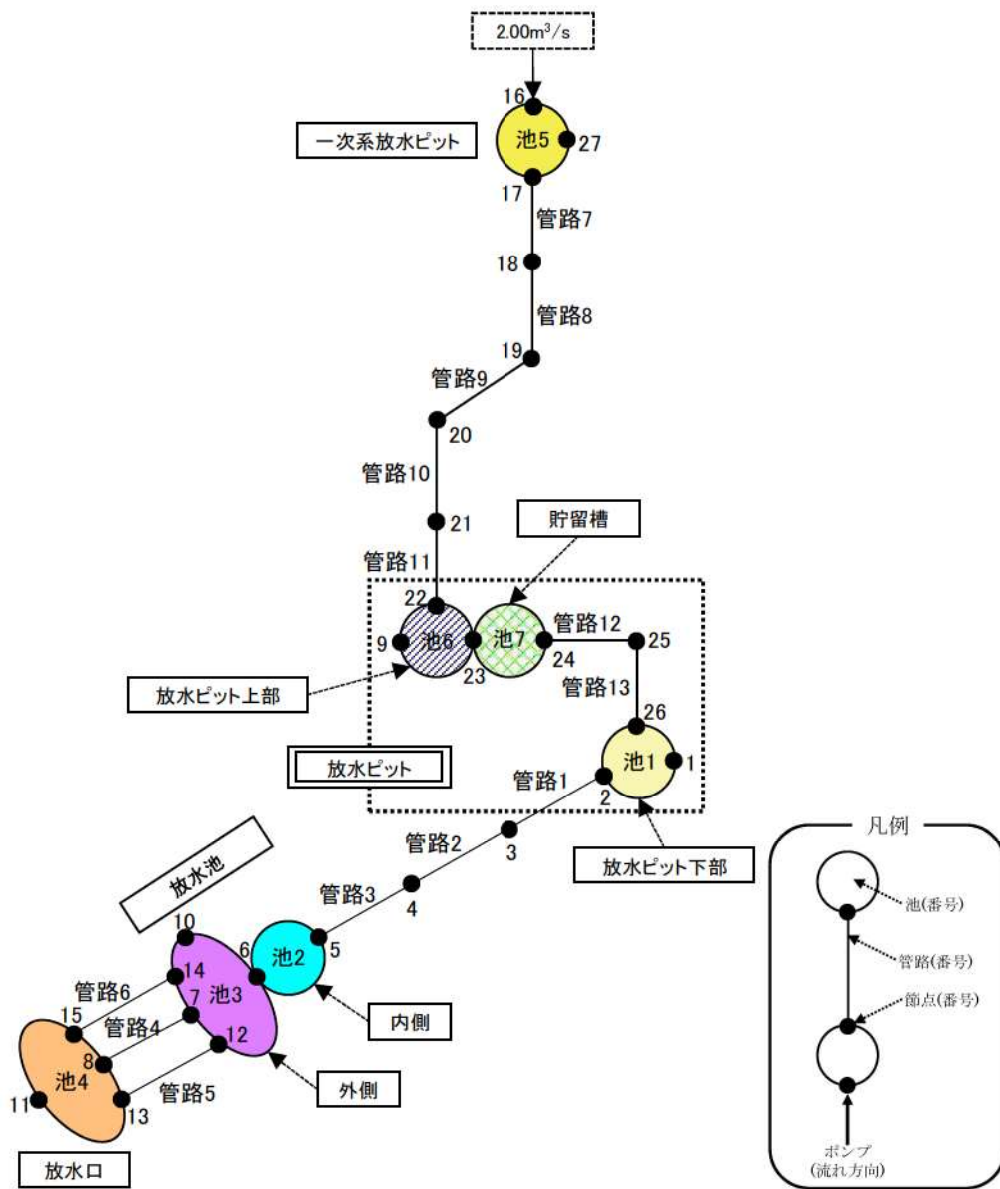 2.00m³/s
16
池5
27
一次系放水ピット
17
管路7
18
管路8
19
管路9
20
管路10
21
貯留槽
管路11
22
池6
池7
管路12
25
9
23
24
管路13
放水ピット上部
26
池1
1
放水ピット
管路1
2
3
管路2
放水ピット下部
4
管路3
放水池
10
6
池2
5
14
池3
管路6
7
内側
15
管路4
12
8
池4
管路5
外側
11
13
放水口
凡例
池(番号)
管路(番号)
節点(番号)
ポンプ
(流れ方向)